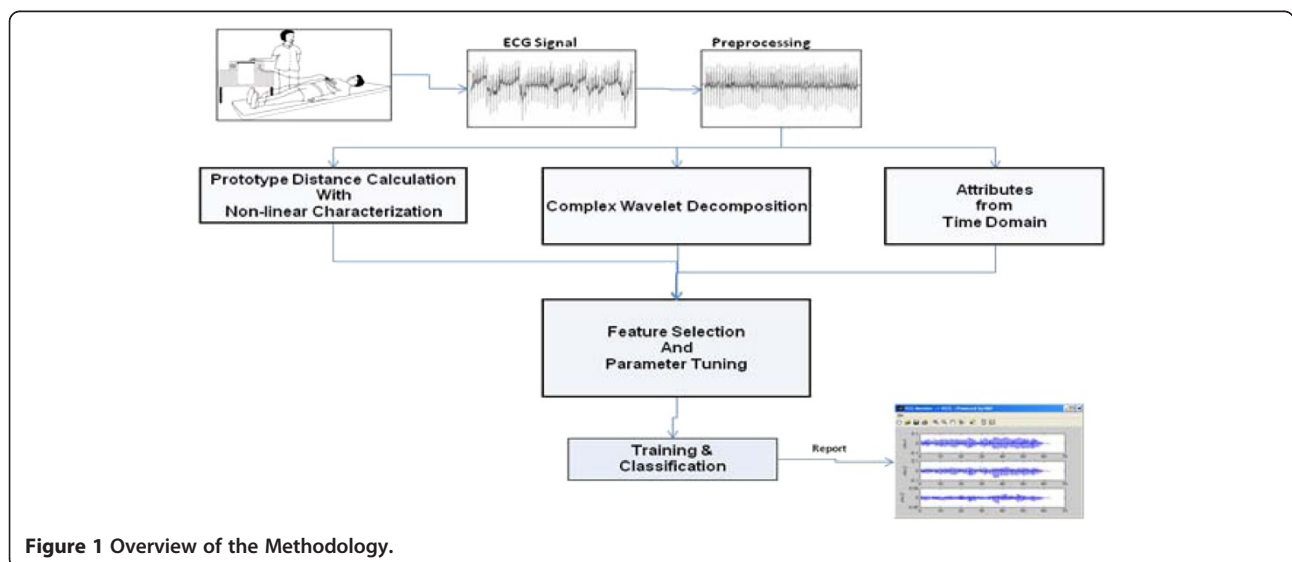 ECG Signal
Preprocessing
Prototype Distance Calculation
With
Non-linear Characterization
Complex Wavelet Decomposition
Attributes
from
Time Domain
Feature Selection
And
Parameter Tuning
Training &
Classification
Report
Figure 1 Overview of the Methodology.